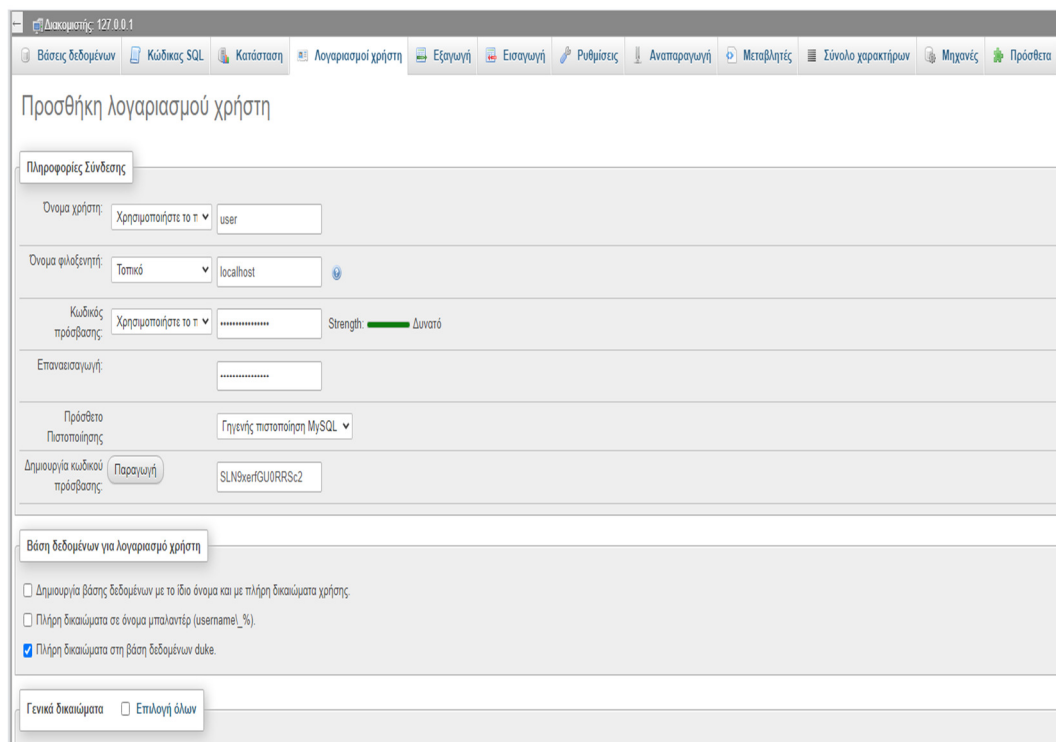 Διακομιστής: 127.0.0.1
Βάσεις δεδομένων Κώδικας SQL Κατάσταση Λογαριασμοί χρήστη Εξαγωγή Εισαγωγή Ρυθμίσεις Αναπαραγωγή Μεταβλητές Σύνολο χαρακτήρων Μηχανές Πρόσθετα
Προσθήκη λογαριασμού χρήστη
Πληροφορίες Σύνδεσης
Όνομα χρήστη: Χρησιμοποιήστε το π user
Όνομα φιλοξενητή: Τοπικό localhost
Κωδικός πρόσβασης: Χρησιμοποιήστε το π •••••••••••••••• Strength: Δυνατό
Επαναεισαγωγή: ••••••••••••••••
Πρόσθετο Πιστοποίησης Γηγενής πιστοποίηση MySQL
Δημιουργία κωδικού πρόσβασης: Παραγωγή SLN9xerfGU0RRSc2
Βάση δεδομένων για λογαριασμό χρήστη
Δημιουργία βάσης δεδομένων με το ίδιο όνομα και με πλήρη δικαιώματα χρήσης.
Πλήρη δικαιώματα σε όνομα μπαλαντέρ (username\_%).
Πλήρη δικαιώματα στη βάση δεδομένων duke.
Γενικά δικαιώματα Επιλογή όλων